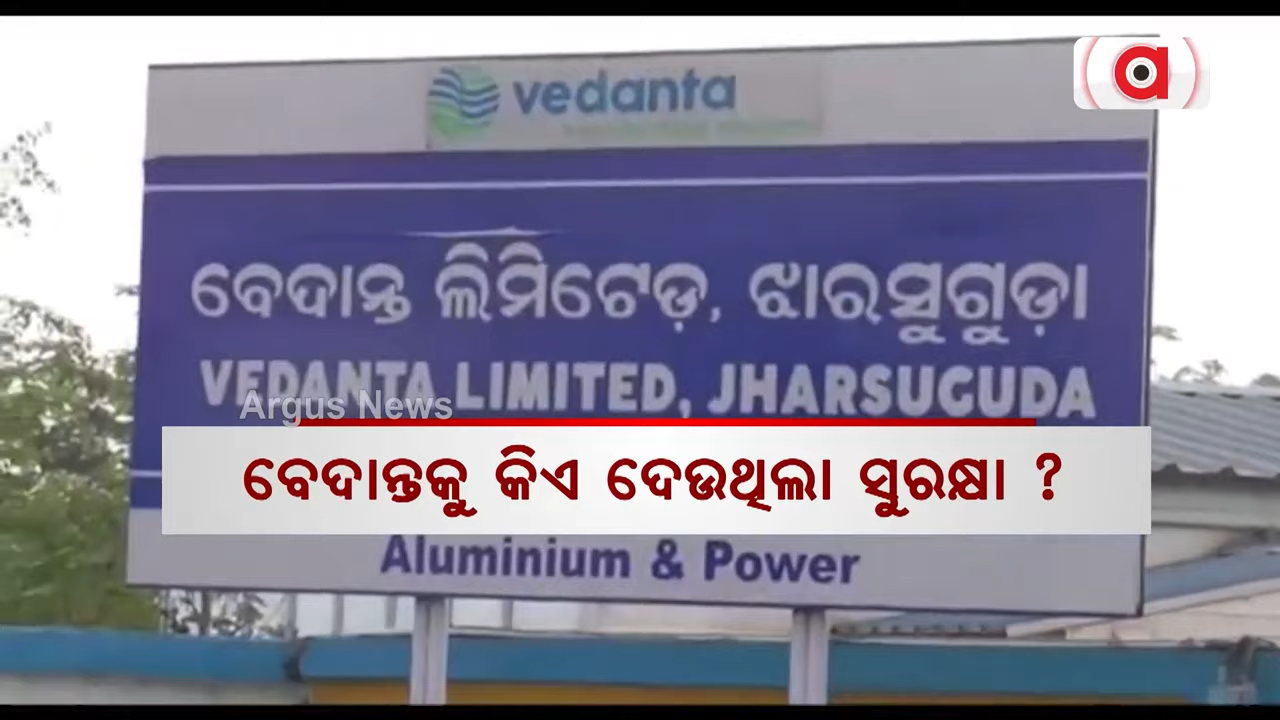 vedanta
ବେଦାନ୍ତ ଲିମିଟେଡ଼, ଝାରସୁଗୁଡ଼ା
VEDANTA LIMITED, JHARSUGUDA
Argus News
ବେଦାନ୍ତକୁ କିଏ ଦେଉଥିଲା ସୁରକ୍ଷା ?
Aluminium & Power